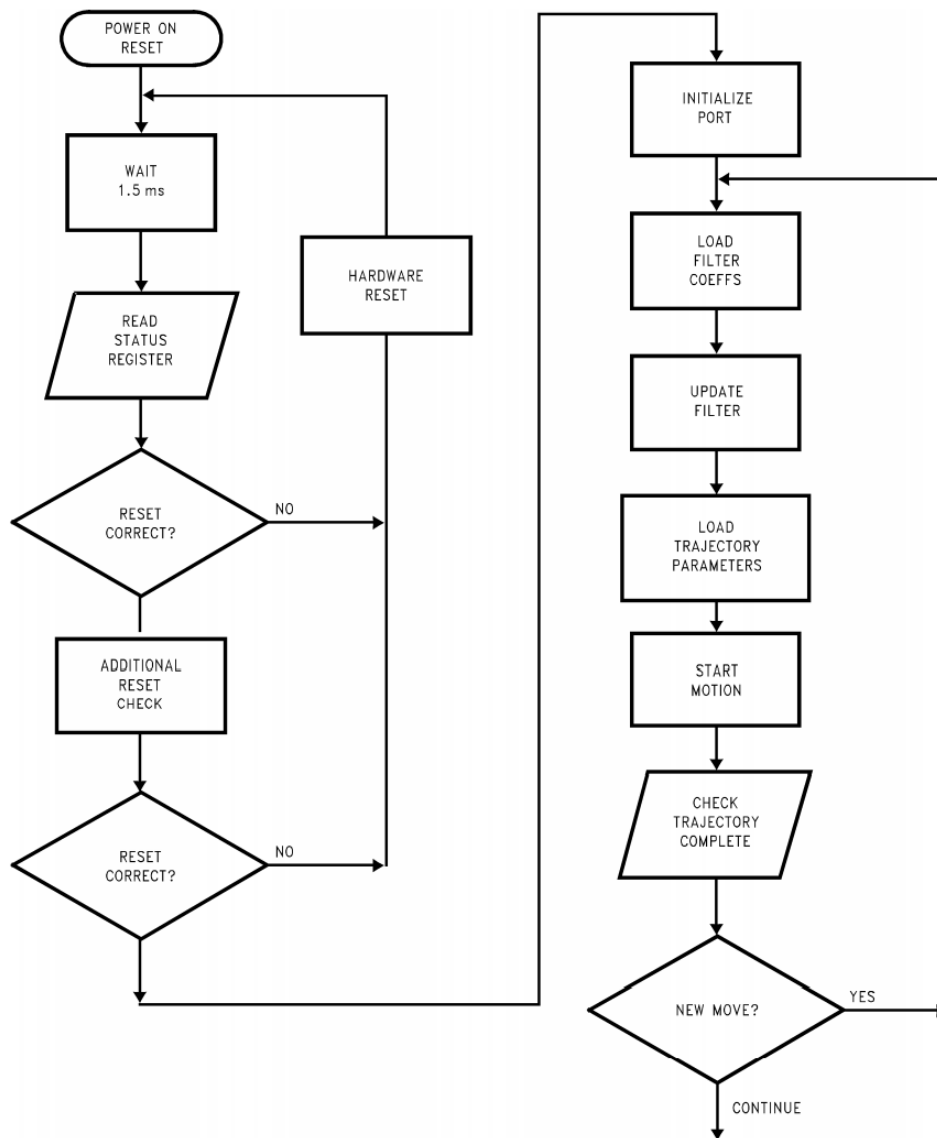 POWER ON
RESET
WAIT
1.5 ms
READ
STATUS
REGISTER
RESET
CORRECT?
NO
HARDWARE
RESET
ADDITIONAL
RESET
CHECK
RESET
CORRECT?
NO
INITIALIZE
PORT
LOAD
FILTER
COEFFS
UPDATE
FILTER
LOAD
TRAJECTORY
PARAMETERS
START
MOTION
CHECK
TRAJECTORY
COMPLETE
NEW MOVE?
YES
CONTINUE